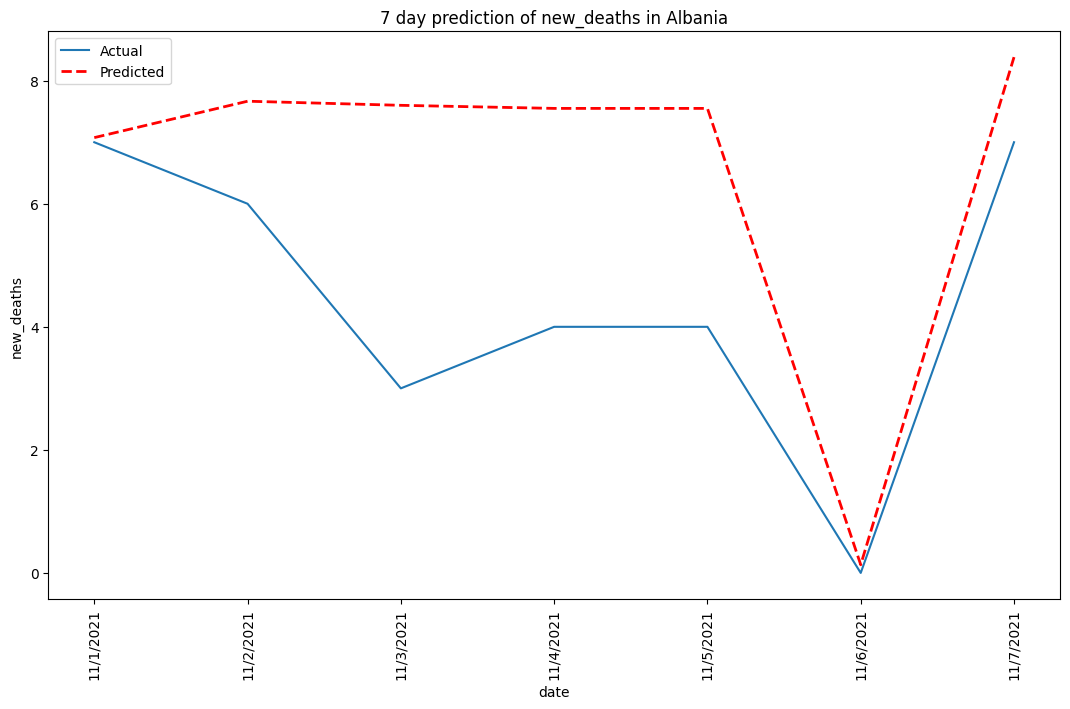 7 day prediction of new_deaths in Albania
Actual
Predicted
new_deaths
8
6
4
2
0
11/1/2021
11/2/2021
11/3/2021
11/4/2021
11/5/2021
11/6/2021
11/7/2021
date